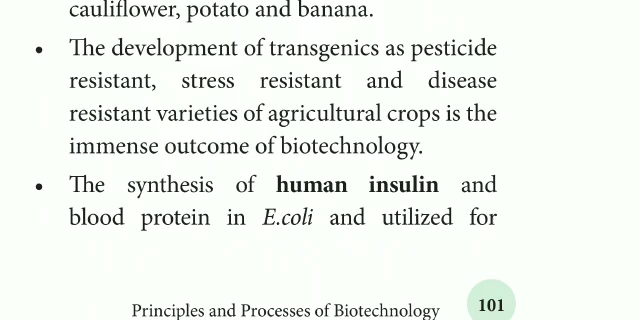 cauliflower, potato and banana.
• The development of transgenics as pesticide
resistant, stress resistant and disease
resistant varieties of agricultural crops is the
immense outcome of biotechnology.
• The synthesis of human insulin and
blood protein in E.coli and utilized for
Principles and Processes of Biotechnology 101